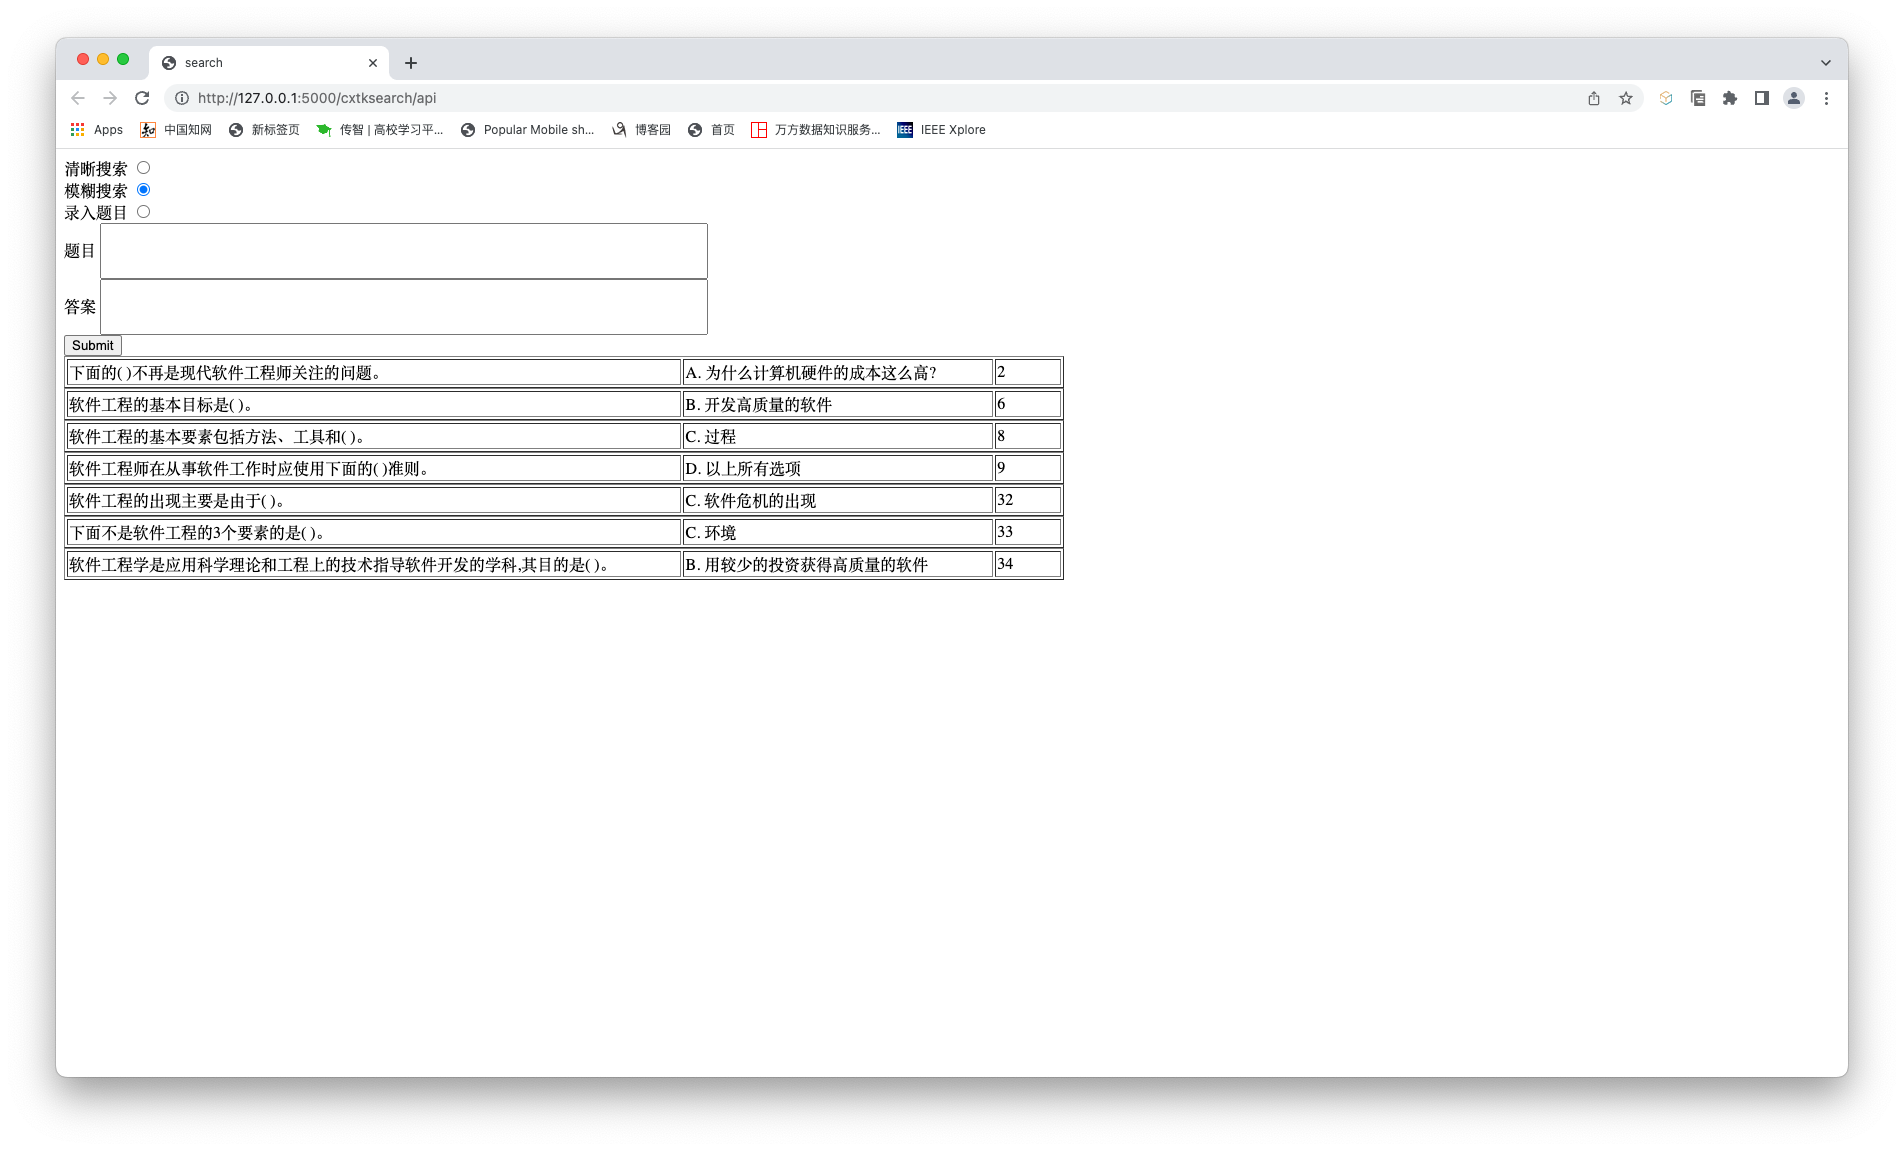 search
http://127.0.0.1:5000/cxtksearch/api
Apps 中国知网 新标签页 传智 | 高校学习平... Popular Mobile sh... 博客园 首页 万方数据知识服务... IEEE IEEE Xplore
清晰搜索
模糊搜索
录入题目
题目
答案
Submit
下面的( )不再是现代软件工程师关注的问题。 A. 为什么计算机硬件的成本这么高? 2
软件工程的基本目标是( )。 B. 开发高质量的软件 6
软件工程的基本要素包括方法、工具和( )。 C. 过程 8
软件工程师在从事软件工作时应使用下面的( )准则。 D. 以上所有选项 9
软件工程的出现主要是由于( )。 C. 软件危机的出现 32
下面不是软件工程的3个要素的是( )。 C. 环境 33
软件工程学是应用科学理论和工程上的技术指导软件开发的学科,其目的是( )。 B. 用较少的投资获得高质量的软件 34